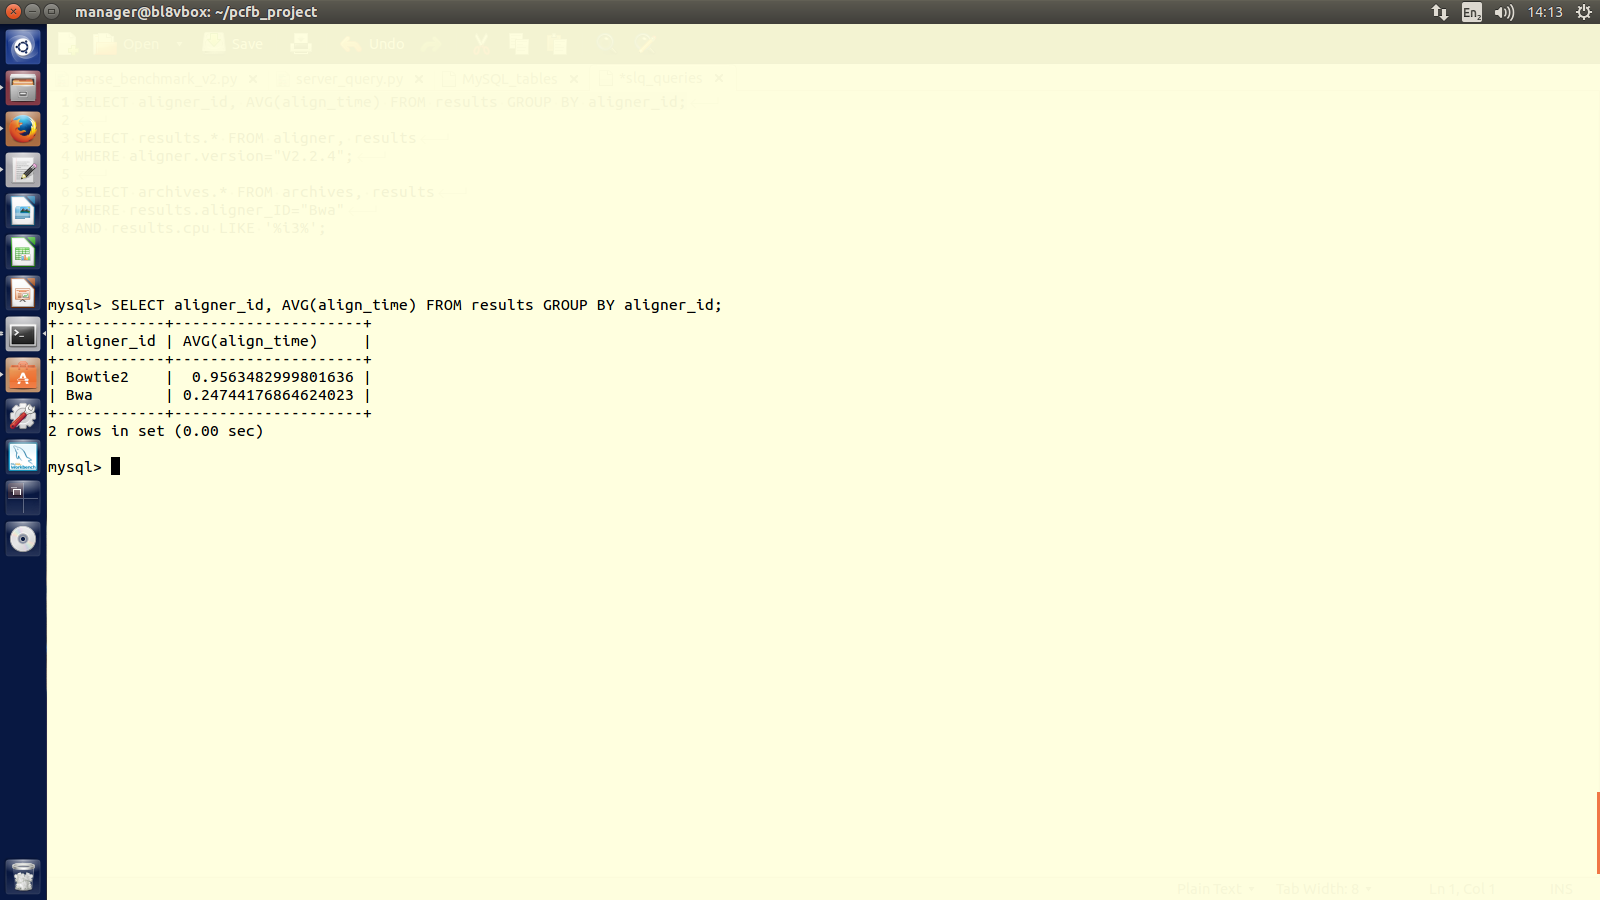 manager@bl8vbox: ~/pcfb_project
En2
14:13
Open
Save
Undo
parse_benchmark_v2.py
server_query.py
MySQL_tables
*slq_queries
1 SELECT aligner_id, AVG(align_time) FROM results GROUP BY aligner_id;
2
3 SELECT results.* FROM aligner, results
4 WHERE aligner.version="V2.2.4";
5
6 SELECT archives.* FROM archives, results
7 WHERE results.aligner_ID="Bwa"
8 AND results.cpu LIKE '%i3%';
mysql> SELECT aligner_id, AVG(align_time) FROM results GROUP BY aligner_id;
+------------+---------------------+
| aligner_id | AVG(align_time)     |
+------------+---------------------+
| Bowtie2    |  0.9563482999801636 |
| Bwa        | 0.24744176864624023 |
+------------+---------------------+
2 rows in set (0.00 sec)
mysql>
Plain Text
Tab Width: 8
Ln 1, Col 1
INS